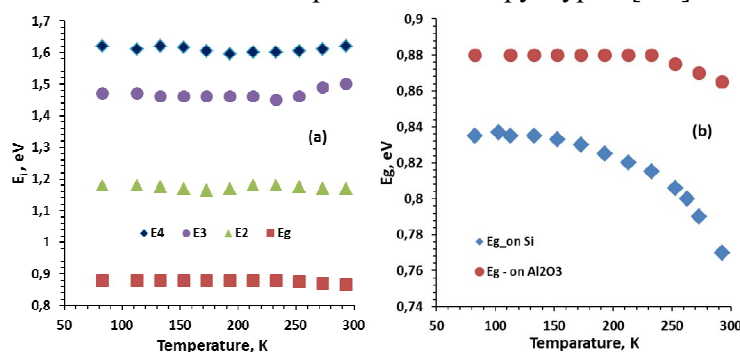 1,7
1,6
1,5
1,4
1,3
1,2
1,1
1
0,9
0,8
Ei, eV
(a)
E4 E3 E2 Eg
50 100 150 200 250 300
Temperature, K
0,9
0,88
0,86
0,84
0,82
0,8
0,78
0,76
0,74
Eg, eV
(b)
Eg_on Si
Eg - on Al2O3
50 100 150 200 250 300
Temparature, K